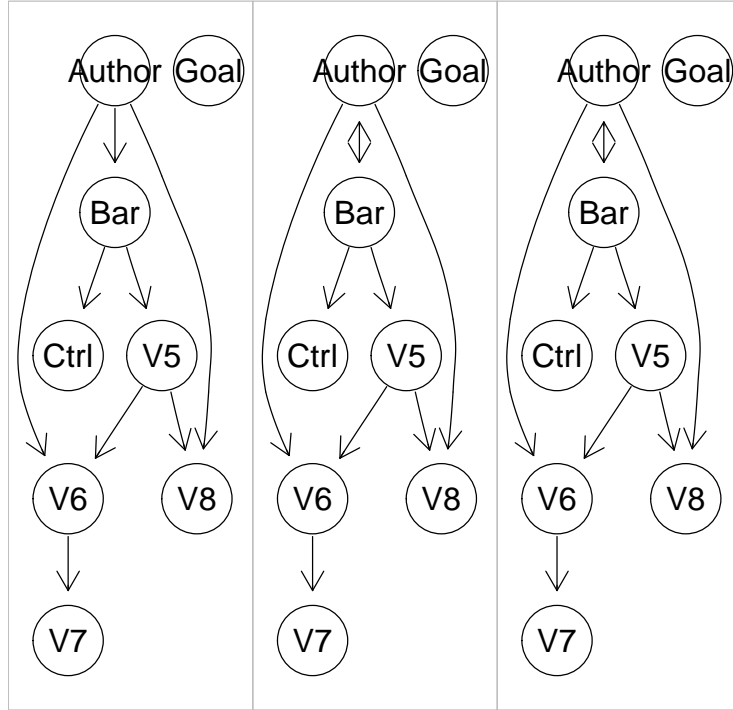 Author Goal Author Goal Author Goal
Bar Bar Bar
Ctrl V5 Ctrl V5 Ctrl V5
V6 V8 V6 V8 V6 V8
V7 V7 V7